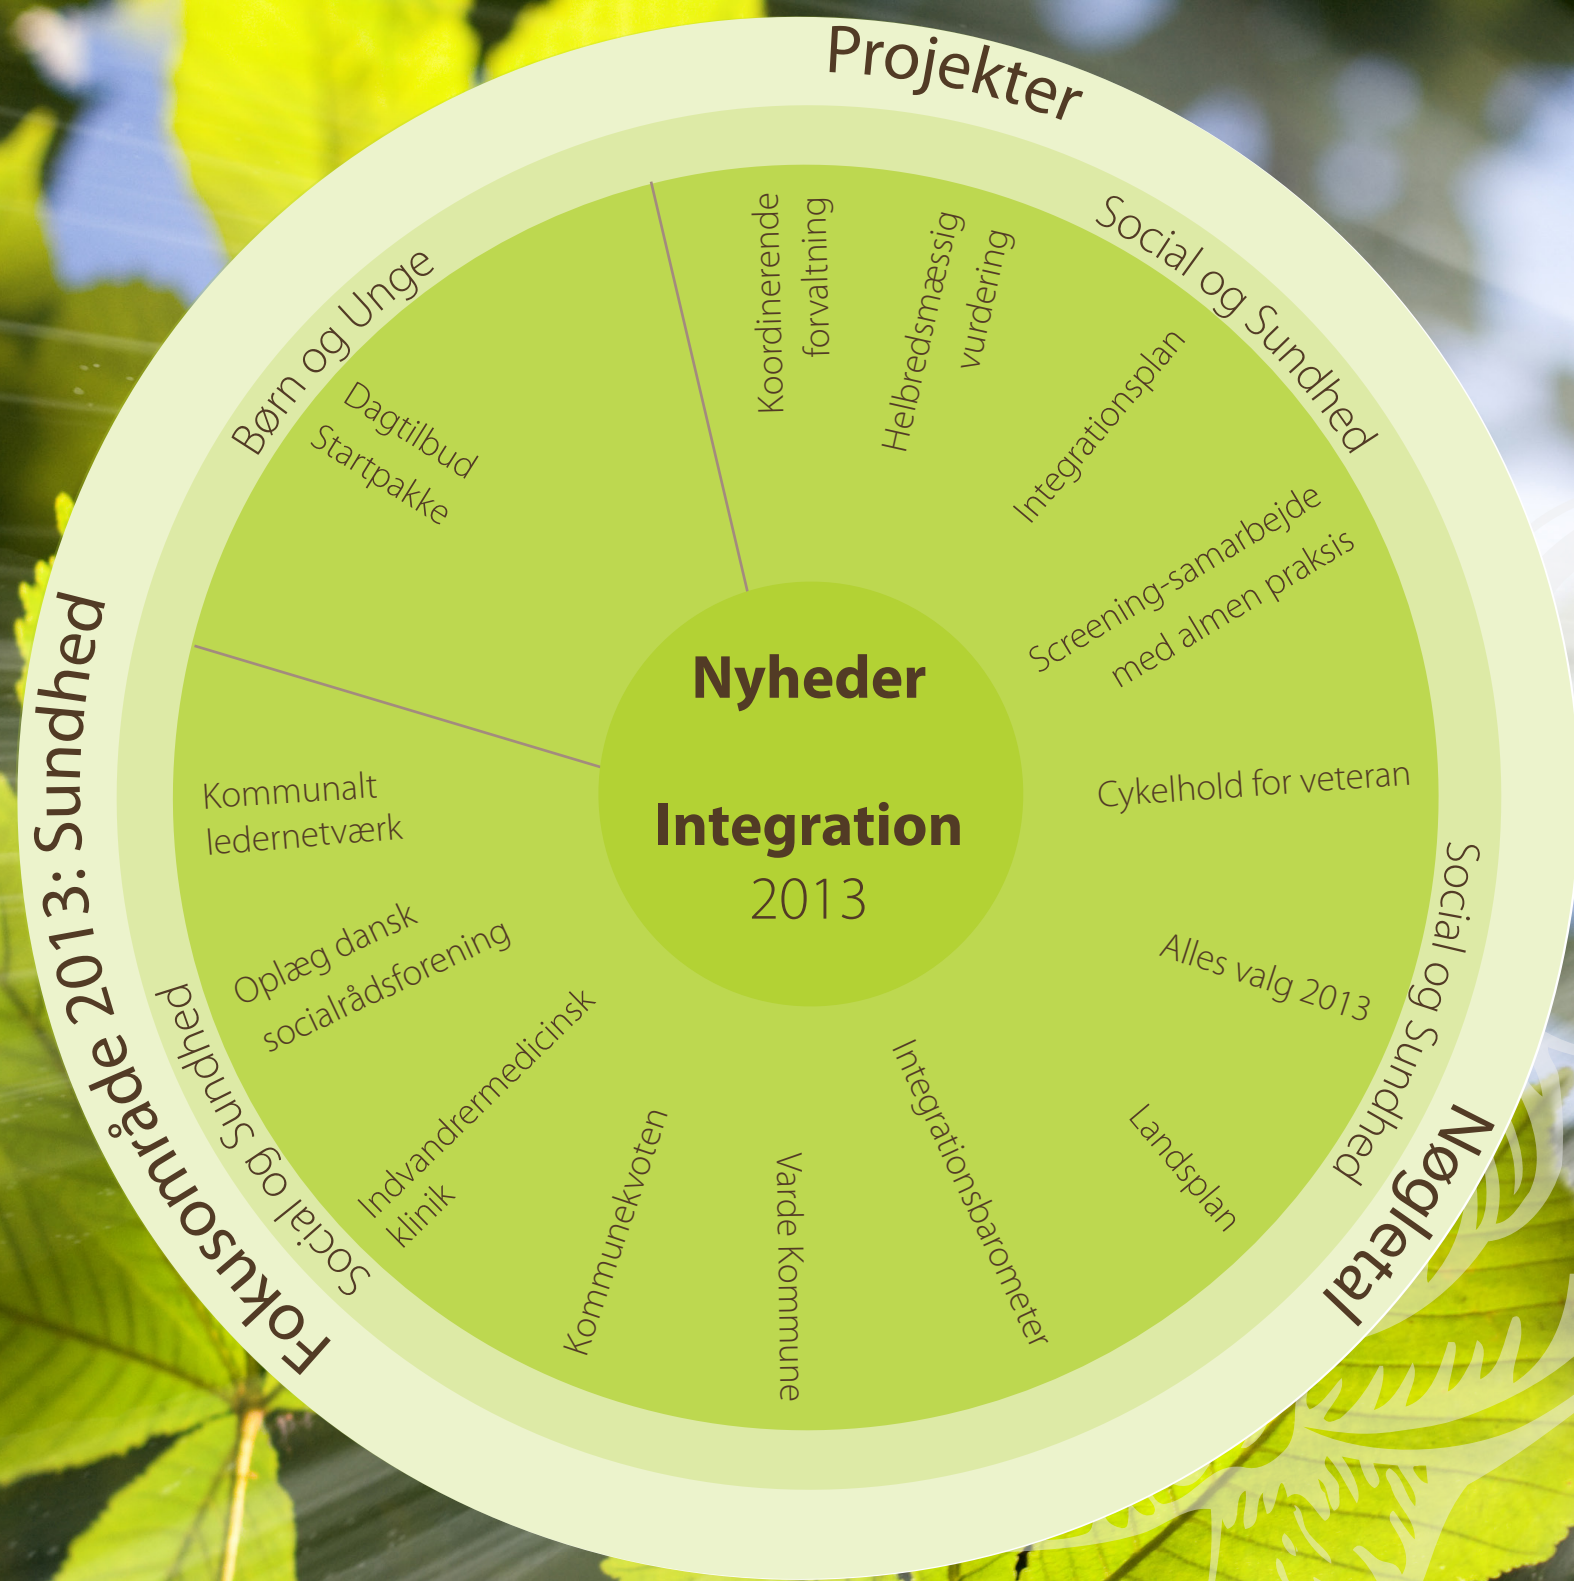 Projekter
Social og Sundhed
Koordinerende
forvaltning
Helbredsmæssig
vurdering
Integrationsplan
Screening-samarbejde
med almen praksis
Cykelhold for veteran
Social og Sundhed
Nøgletal
Alles valg 2013
Landsplan
Integrationsbarometer
Varde Kommune
Kommunekvoten
Fokusområde 2013: Sundhed
Social og Sundhed
Indvandrermedicinsk
klinik
Oplæg dansk
socialrådsforening
Kommunalt
ledernetværk
Børn og Unge
Dagtilbud
Startpakke
Nyheder
Integration
2013